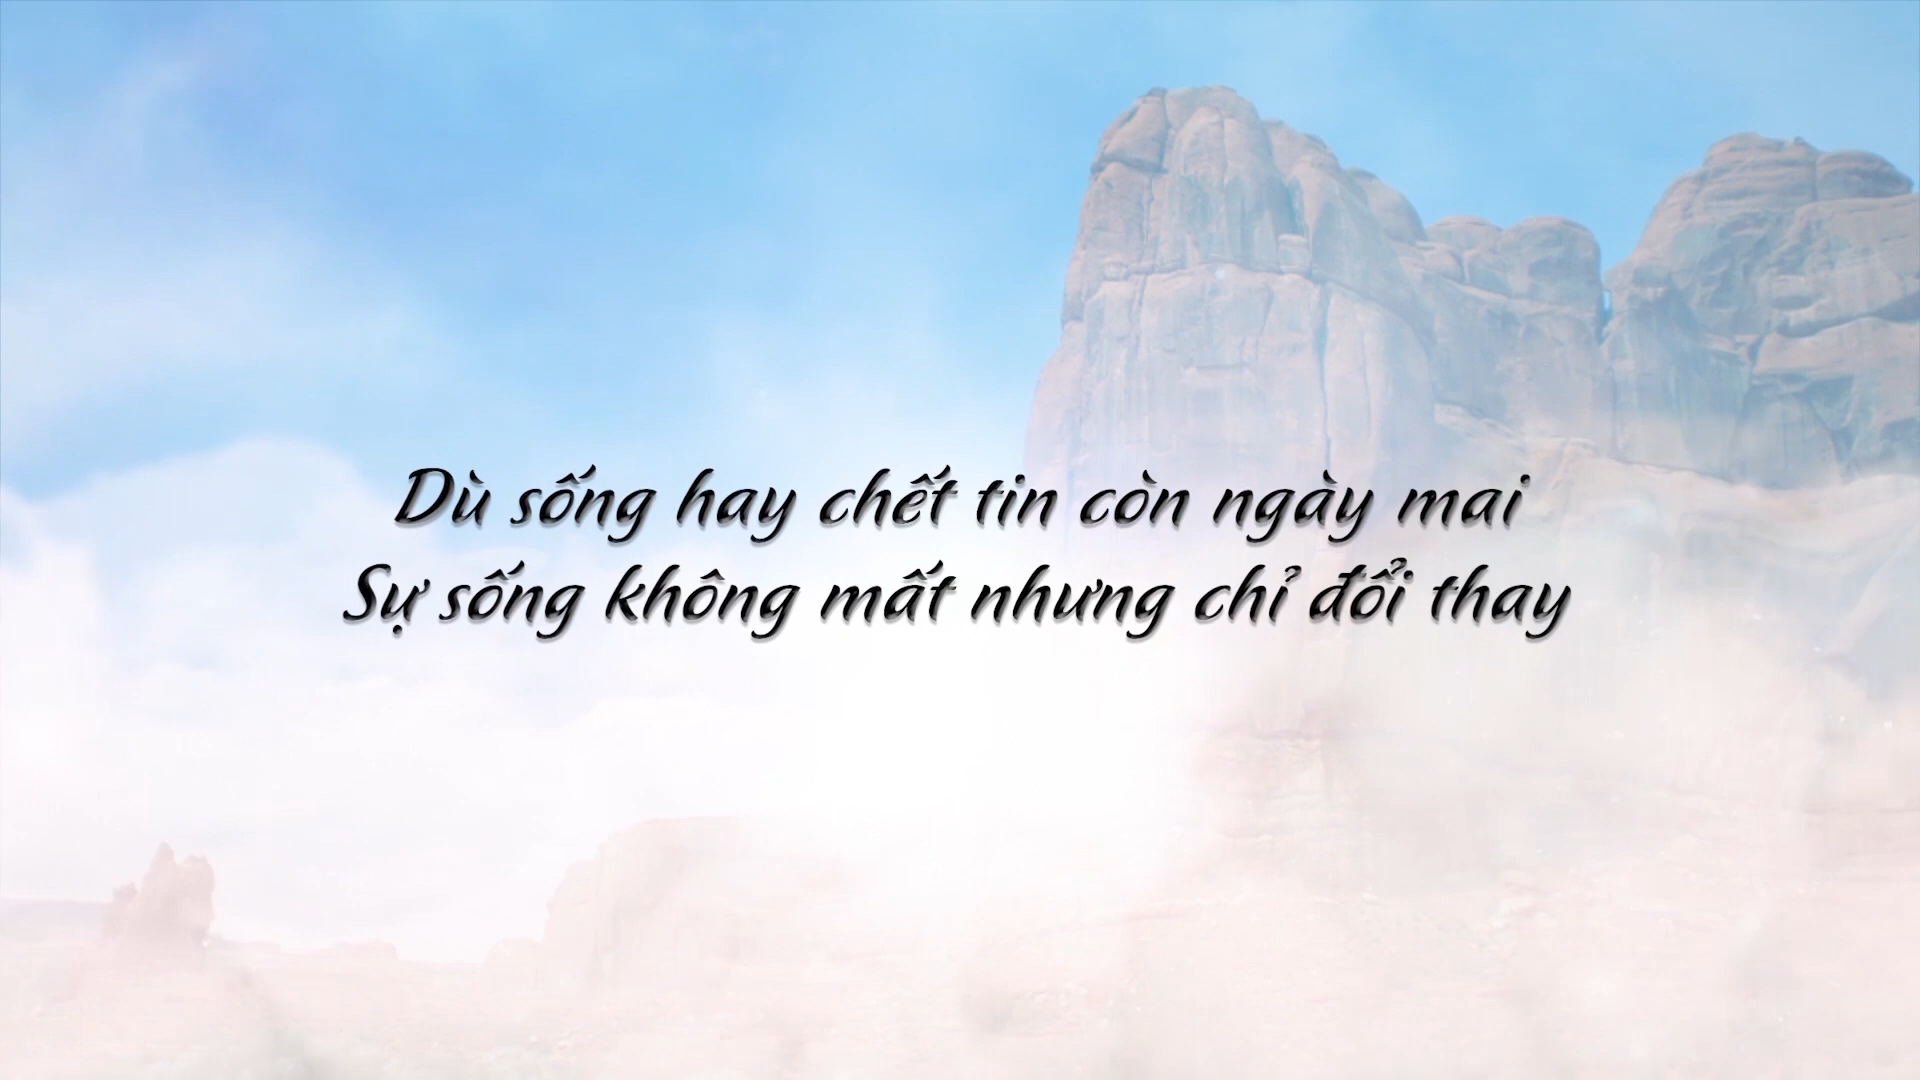 Dù sống hay chết tin còn ngày mai
Sự sống không mất nhưng chỉ đổi thay